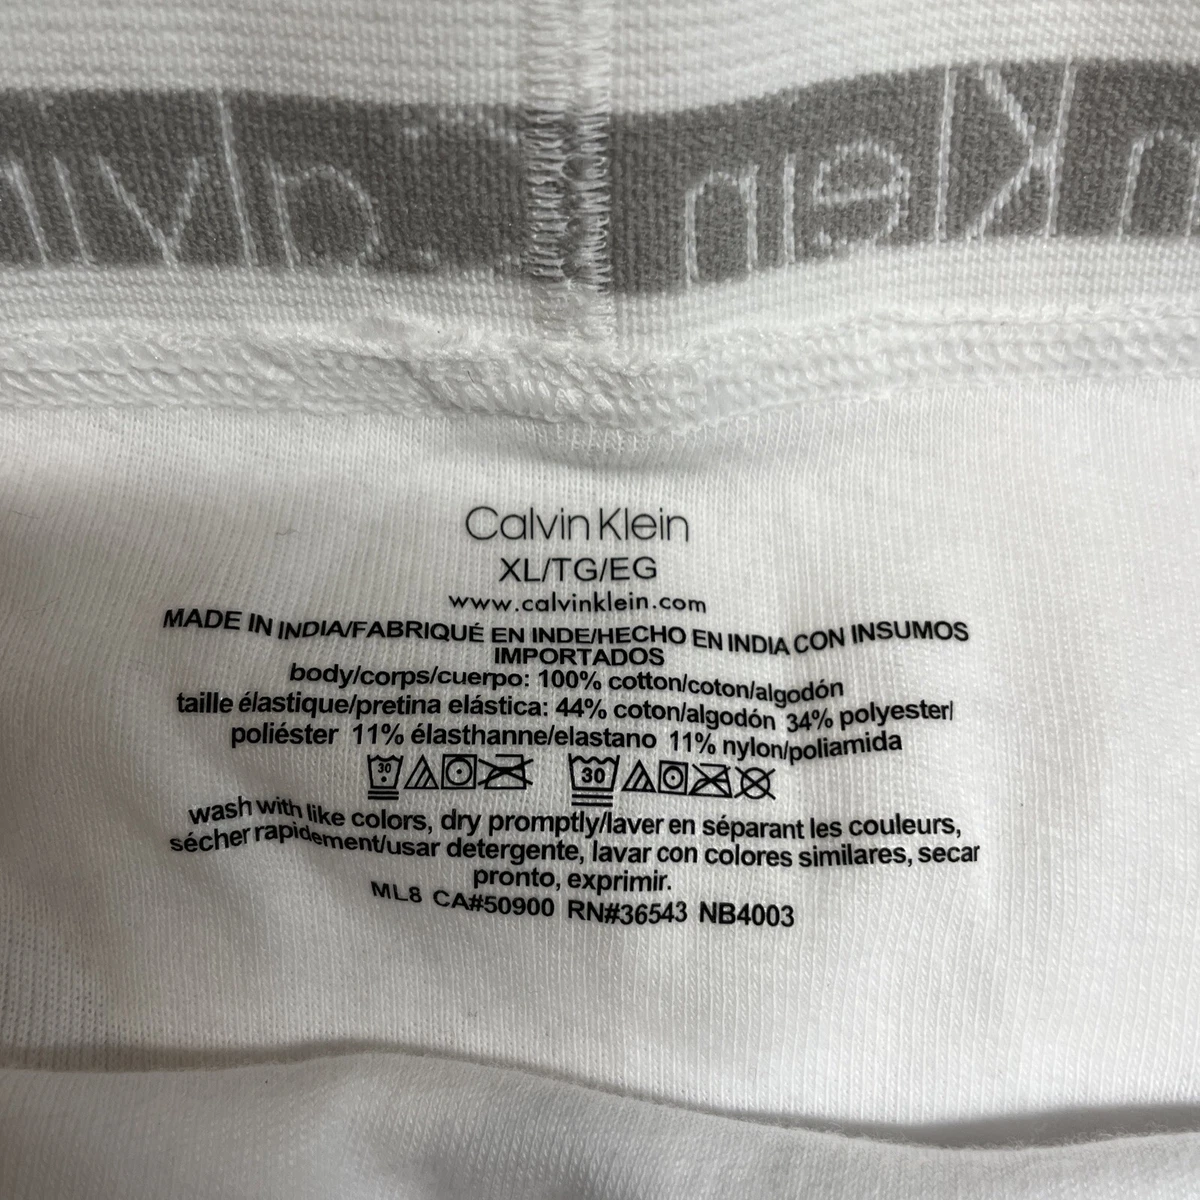 Calvin Klein
XL/TG/EG
www.calvinklein.com
MADE IN INDIA/FABRIQUÉ EN INDE/HECHO EN INDIA CON INSUMOS
IMPORTADOS
body/corps/cuerpo: 100% cotton/coton/algodón
taille élastique/pretina elástica: 44% coton/algodón 34% polyester/
poliéster 11% élasthanne/elastano 11% nylon/poliamida
30 30
wash with like colors, dry promptly/laver en séparant les couleurs,
sécher rapidement/usar detergente, lavar con colores similares, secar
pronto, exprimir.
ML8 CA#50900 RN#36543 NB4003